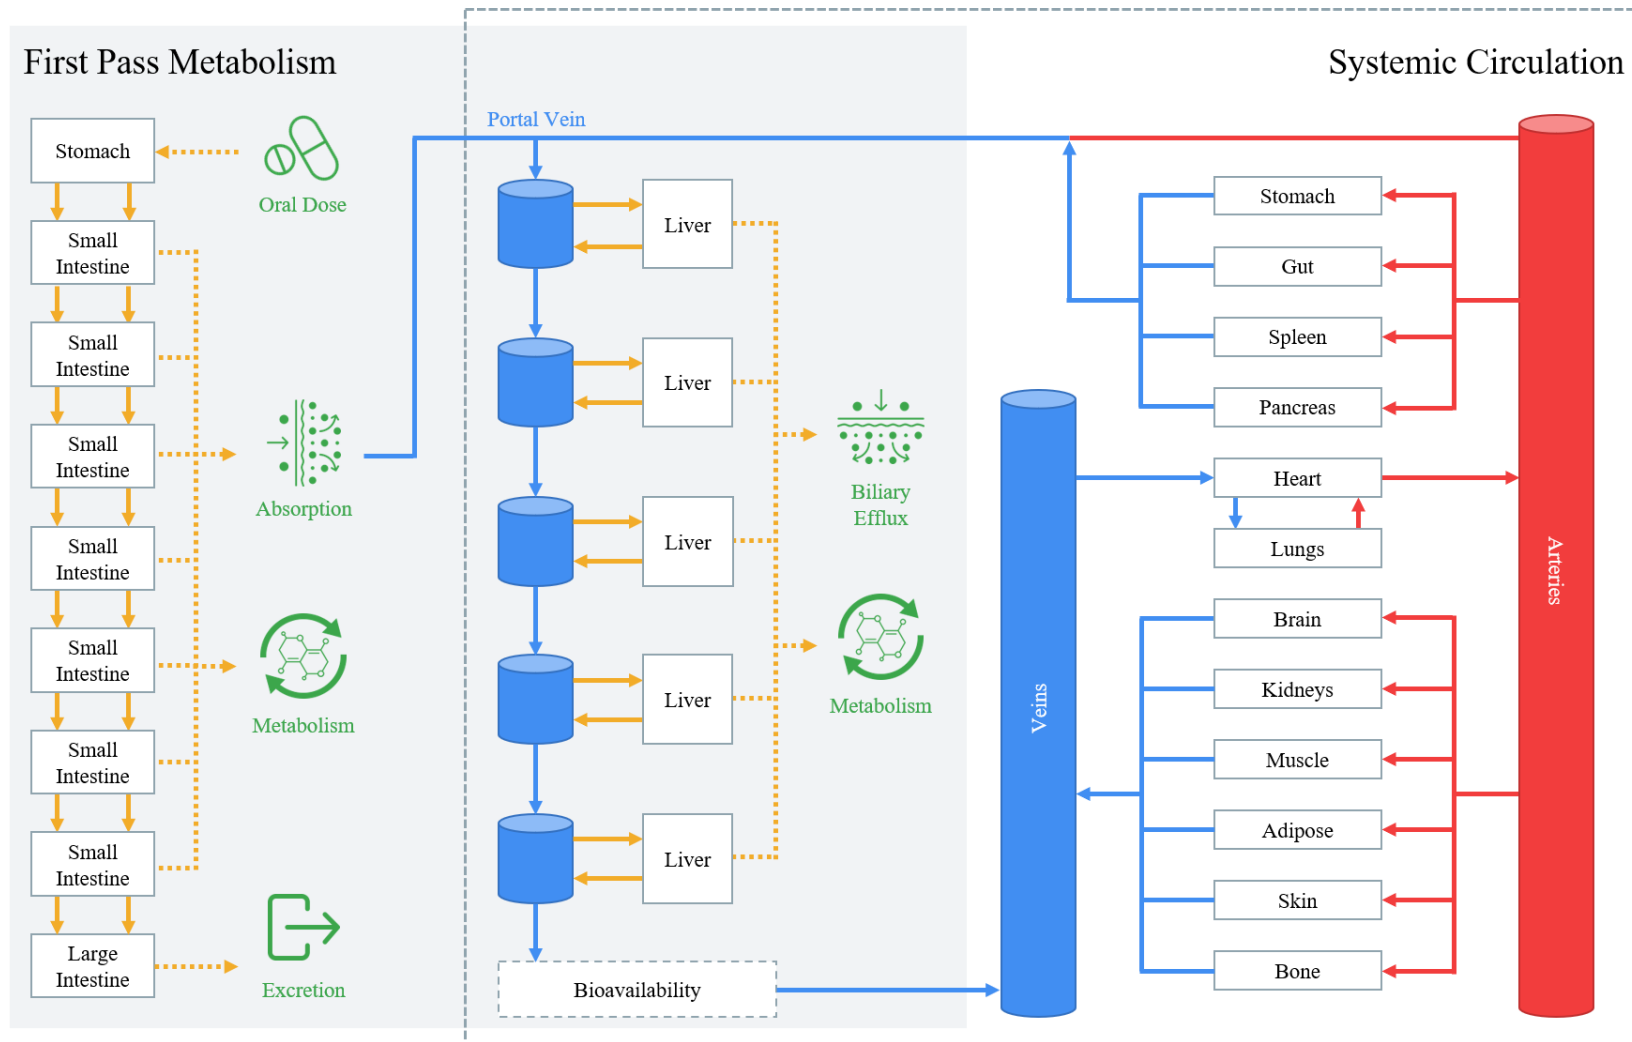 First Pass Metabolism
Systemic Circulation
Stomach
Oral Dose
Small
Intestine
Small
Intestine
Small
Intestine
Small
Intestine
Small
Intestine
Small
Intestine
Small
Intestine
Large
Intestine
Absorption
Metabolism
Excretion
Portal Vein
Liver
Liver
Liver
Liver
Liver
Biliary
Efflux
Metabolism
Bioavailability
Veins
Stomach
Gut
Spleen
Pancreas
Heart
Lungs
Brain
Kidneys
Muscle
Adipose
Skin
Bone
Arteries